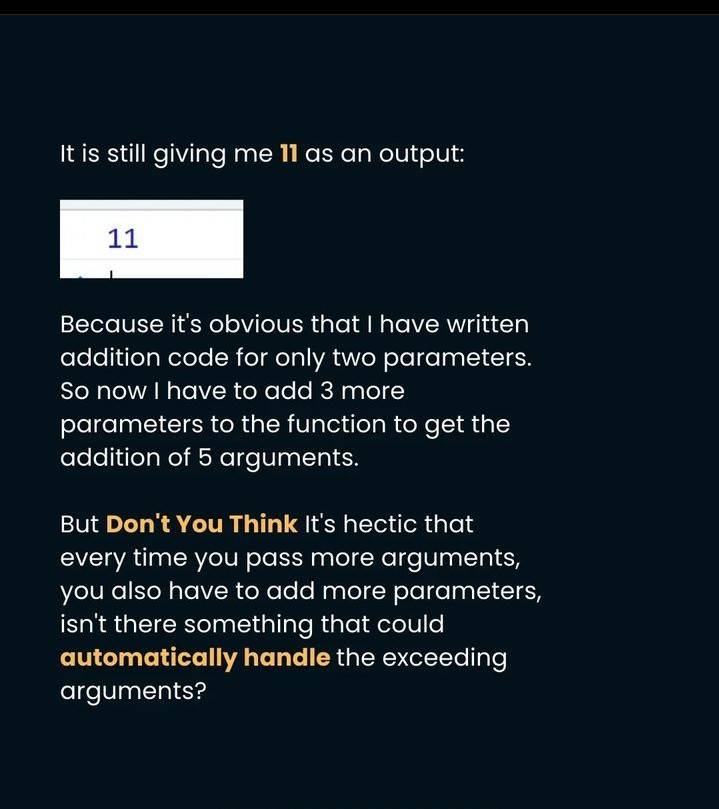 It is still giving me 11 as an output:
11
Because it's obvious that I have written
addition code for only two parameters.
So now I have to add 3 more
parameters to the function to get the
addition of 5 arguments.
But Don't You Think It's hectic that
every time you pass more arguments,
you also have to add more parameters,
isn't there something that could
automatically handle the exceeding
arguments?